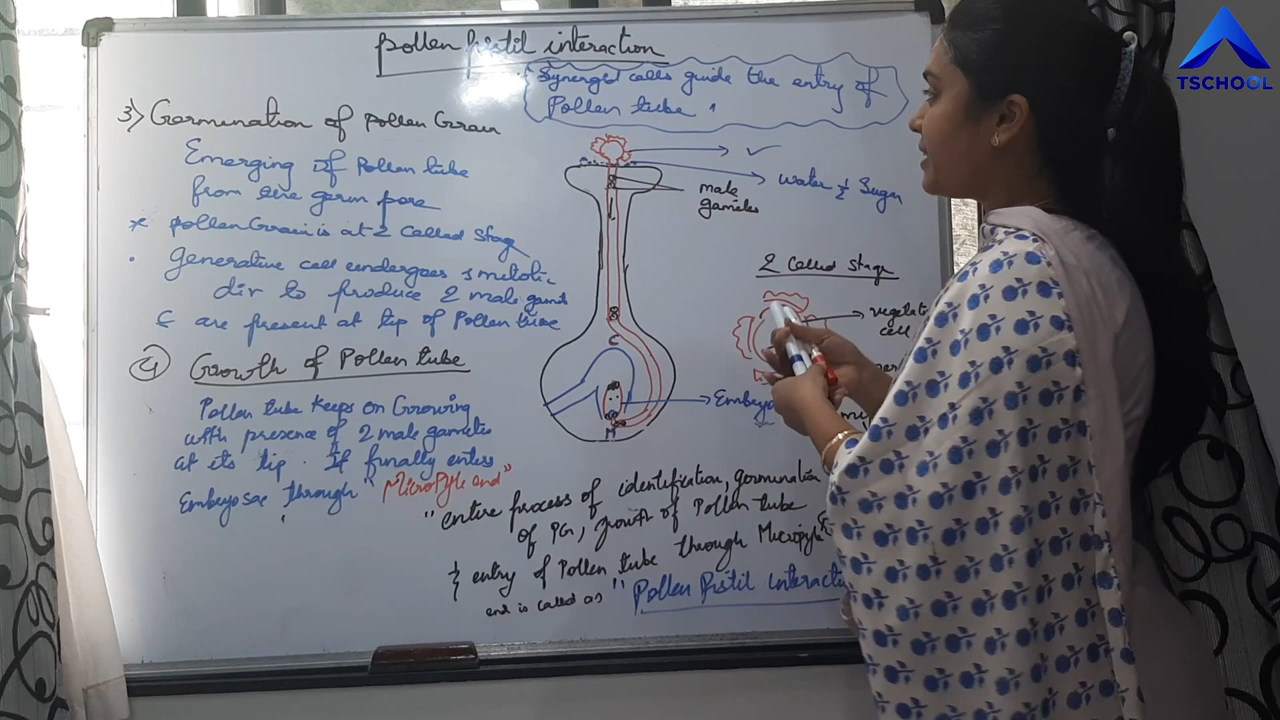 Pollen Pistil interaction
Synergid cells guide the entry of
Pollen tube.
TSCHOOL
3) Germination of Pollen Grain
Emerging of Pollen tube
from the germ pore
* Pollen Grain is at 2 Celled Stage
water & Sugar
male
gametes
. Generative cell undergoes mitotic
div to produce 2 male gamet
& are present at tip of Pollen tube
2 Celled Stage
vegetati
cell
C
4 Growth of Pollen tube
Pollen tube keeps on Growing
with presence of 2 male gametes
at its tip. It finally enters
Embryo sac through "Micropyle end"
Embryo
Sac
M
"entire process of identification, germination
of PG, growth of Pollen tube
& entry of Pollen tube through Micropyle
end is called as "Pollen Pistil interacti